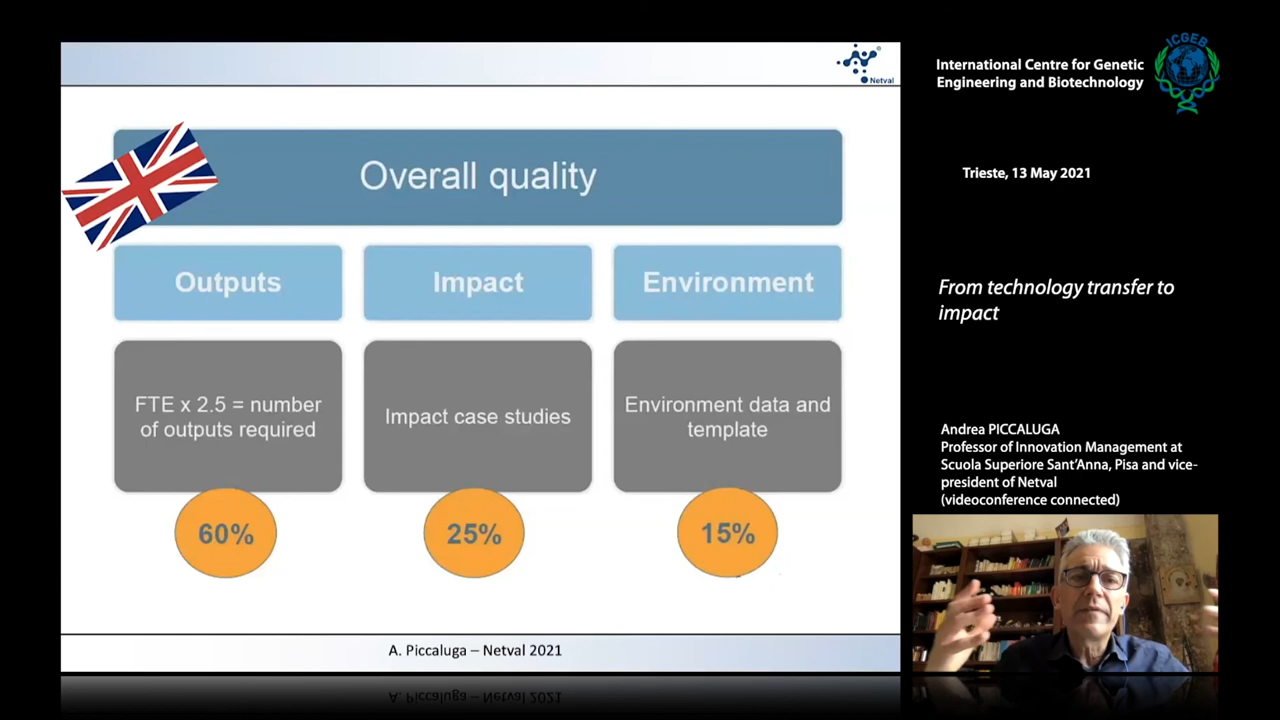 Netval
Overall quality
Outputs
Impact
Environment
FTE x 2.5 = number
of outputs required
Impact case studies
Environment data and
template
60%
25%
15%
A. Piccaluga – Netval 2021
A. Piccaluga – Netval 2021
International Centre for Genetic
Engineering and Biotechnology
ICGEB
Trieste, 13 May 2021
From technology transfer to
impact
Andrea PICCALUGA
Professor of Innovation Management at
Scuola Superiore Sant’Anna, Pisa and vice-
president of Netval
(videoconference connected)